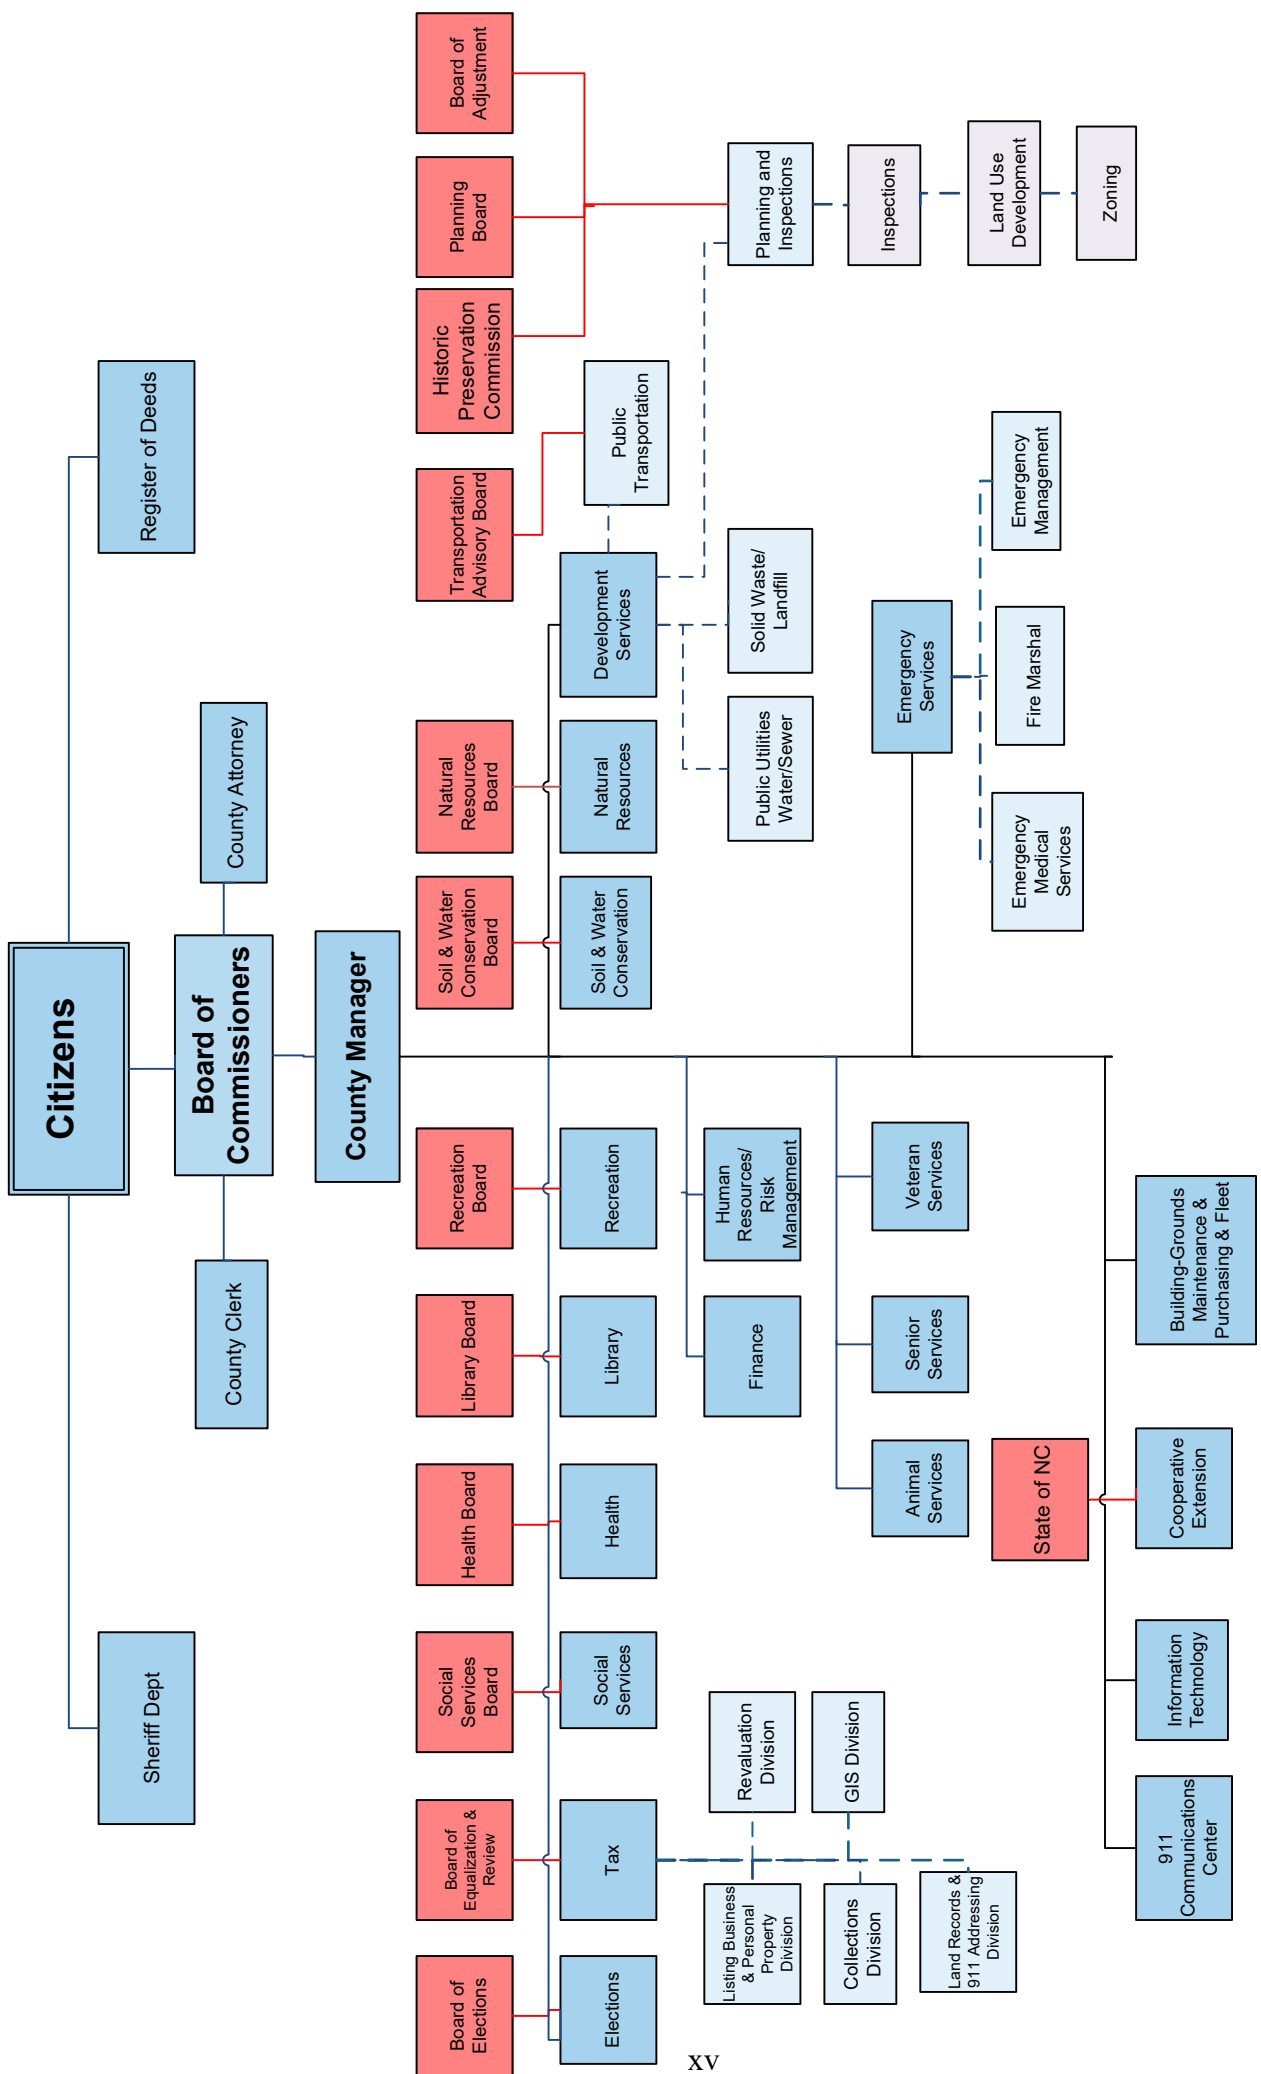 Citizens
Sheriff Dept
Register of Deeds
Board of
Commissioners
County Clerk
County Attorney
County Manager
Board of
Elections
Board of
Equalization &
Review
Social
Services
Board
Health Board
Library Board
Recreation
Board
Soil & Water
Conservation
Board
Natural
Resources
Board
Transportation
Advisory Board
Historic
Preservation
Commission
Planning
Board
Board of
Adjustment
Elections
Tax
Social
Services
Health
Library
Recreation
Soil & Water
Conservation
Natural
Resources
Development
Services
Public
Transportation
Listing Business
& Personal
Property
Division
Revaluation
Division
Finance
Human
Resources/
Risk
Management
Public Utilities
Water/Sewer
Solid Waste/
Landfill
Planning and
Inspections
Collections
Division
GIS Division
Inspections
Land Records &
911 Addressing
Division
Animal
Services
Senior
Services
Veteran
Services
Emergency
Services
Land Use
Development
State of NC
Emergency
Medical
Services
Fire Marshal
Emergency
Management
Zoning
911
Communications
Center
Information
Technology
Cooperative
Extension
Building-Grounds
Maintenance &
Purchasing & Fleet
xv